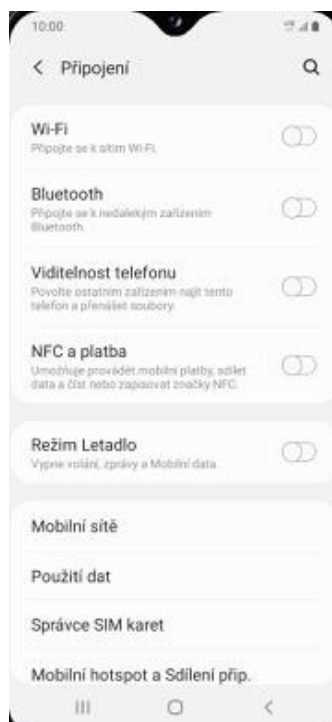 10:00
Připojení
Wi-Fi
Připojte se k sítím Wi-Fi.
Bluetooth
Připojte se k nedalekým zařízením
Bluetooth.
Viditelnost telefonu
Povolte ostatním zařízením najít tento
telefon a přenášet soubory.
NFC a platba
Umožňuje provádět mobilní platby, sdílet
data a číst nebo zapisovat značky NFC.
Režim Letadlo
Vypne volání, zprávy a Mobilní data.
Mobilní sítě
Použití dat
Správce SIM karet
Mobilní hotspot a Sdílení přip.